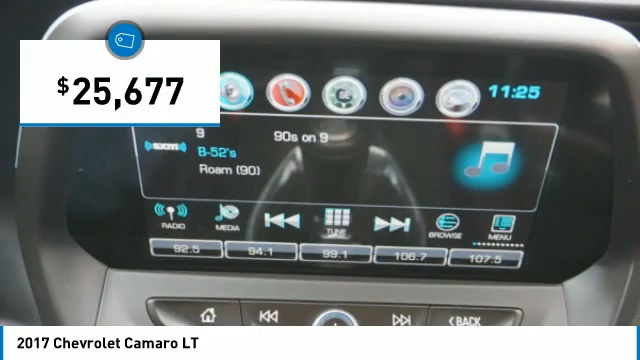 $25,677
11:25
9 90s on 9
((SXM))
B-52's
Roam (90)
RADIO MEDIA TUNE BROWSE MENU
92.5 94.1 99.1 106.7 107.5
<BACK
2017 Chevrolet Camaro LT